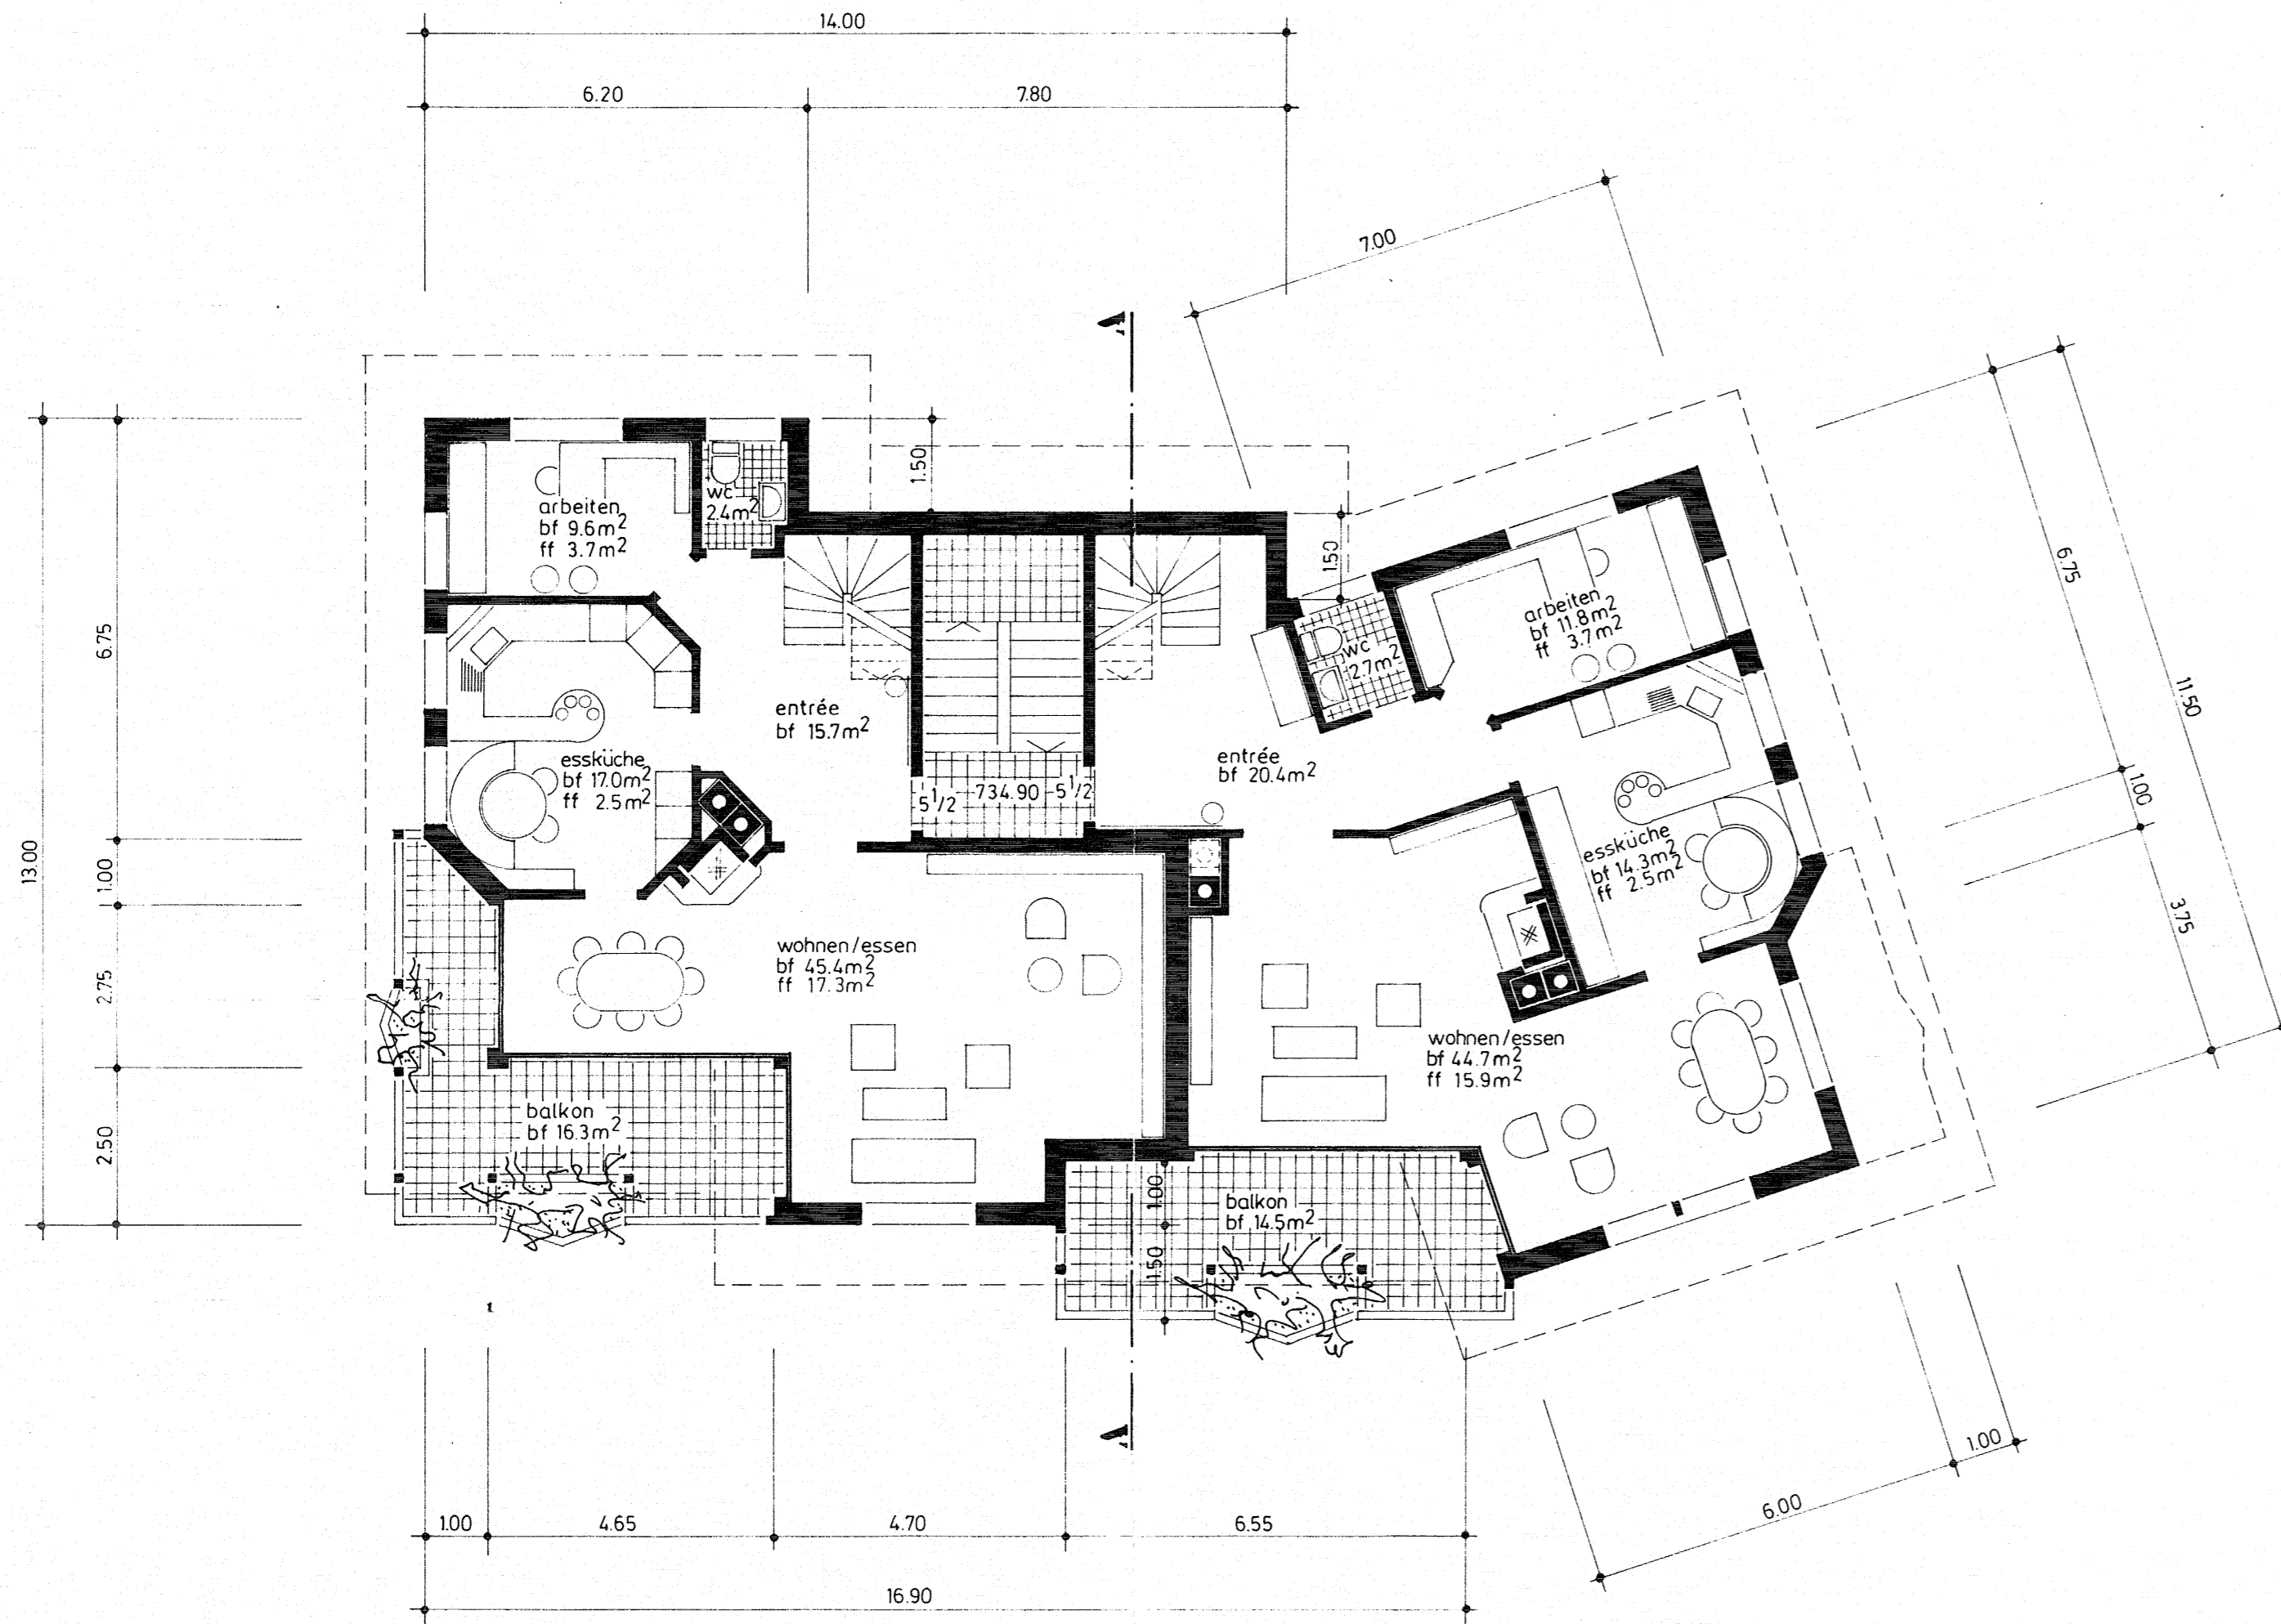 14.00
6.20
7.80
7.00
1.50
wc
2.4m²
arbeiten
bf 9.6m²
ff 3.7m²
1.50
6.75
6.75
11.50
arbeiten
bf 11.8m²
ff 3.7m²
wc
2.7m²
entrée
bf 15.7m²
entrée
bf 20.4m²
essküche
bf 17.0m²
ff 2.5m²
5 1/2
734.90
5 1/2
1.00
13.00
1.00
essküche
bf 14.3m²
ff 2.5m²
3.75
2.75
wohnen/essen
bf 45.4m²
ff 17.3m²
wohnen/essen
bf 44.7m²
ff 15.9m²
balkon
bf 16.3m²
2.50
1.00
balkon
bf 14.5m²
1.50
1.00
6.00
1.00
4.65
4.70
6.55
16.90